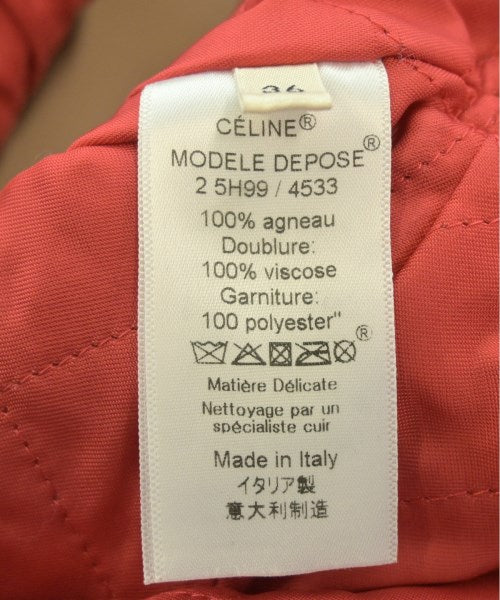 36
CÉLINE®
MODELE DEPOSE®
2 5H99 / 4533
100% agneau
Doublure:
100% viscose
Garniture:
100 polyester"
®
Matière Délicate
Nettoyage par un
spécialiste cuir
Made in Italy
イタリア製
意大利制造